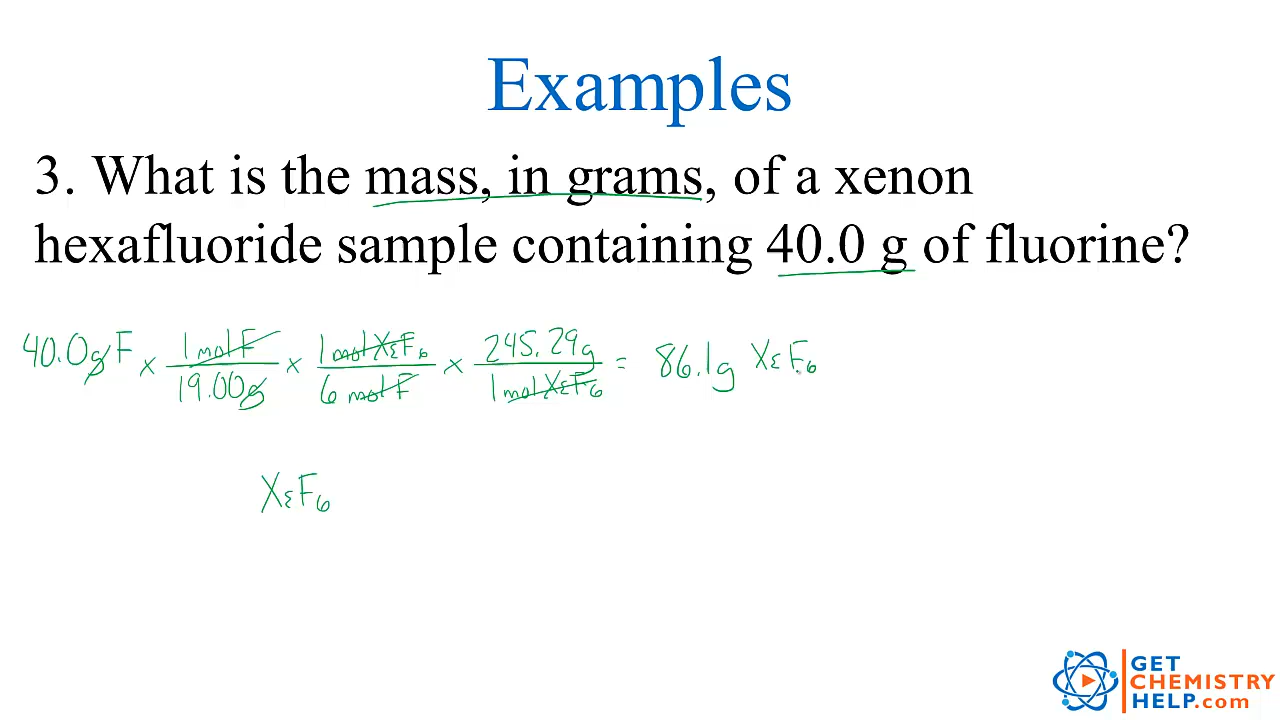 Examples
3. What is the mass, in grams, of a xenon
hexafluoride sample containing 40.0 g of fluorine?
40.0g F × 1 mol F / 19.00g × 1 mol XeF₆ / 6 mol F × 245.29g / 1 mol XeF₆ = 86.1g XeF₆
XeF₆
GET
CHEMISTRY
HELP.com